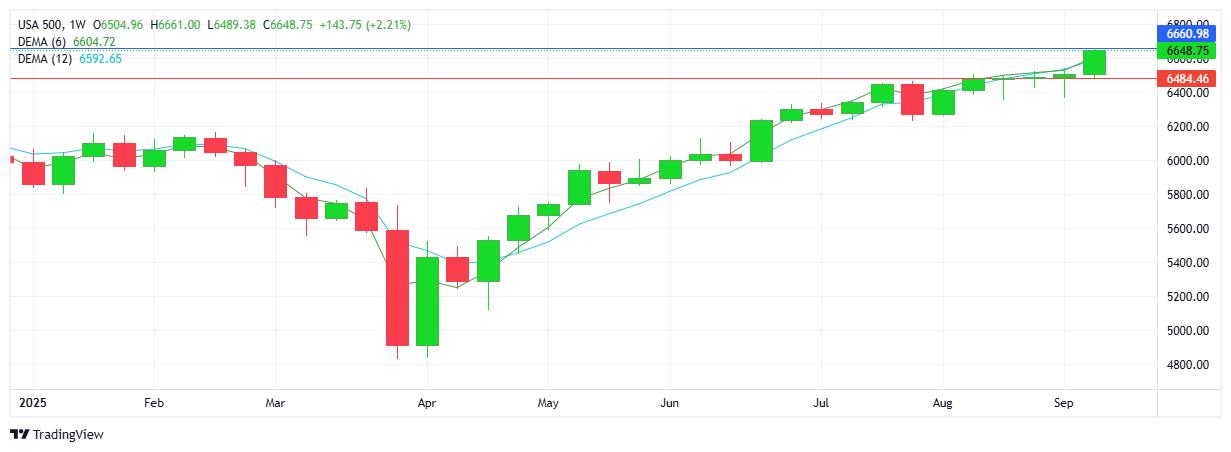 USA 500, 1W O6504.96 H6661.00 L6489.38 C6648.75 +143.75 (+2.21%)
DEMA (6) 6604.72
DEMA (12) 6592.65
6800.00
6660.98
6648.75
6600.00
6484.46
6400.00
6200.00
6000.00
5800.00
5600.00
5400.00
5200.00
5000.00
4800.00
2025 Feb Mar Apr May Jun Jul Aug Sep
TradingView